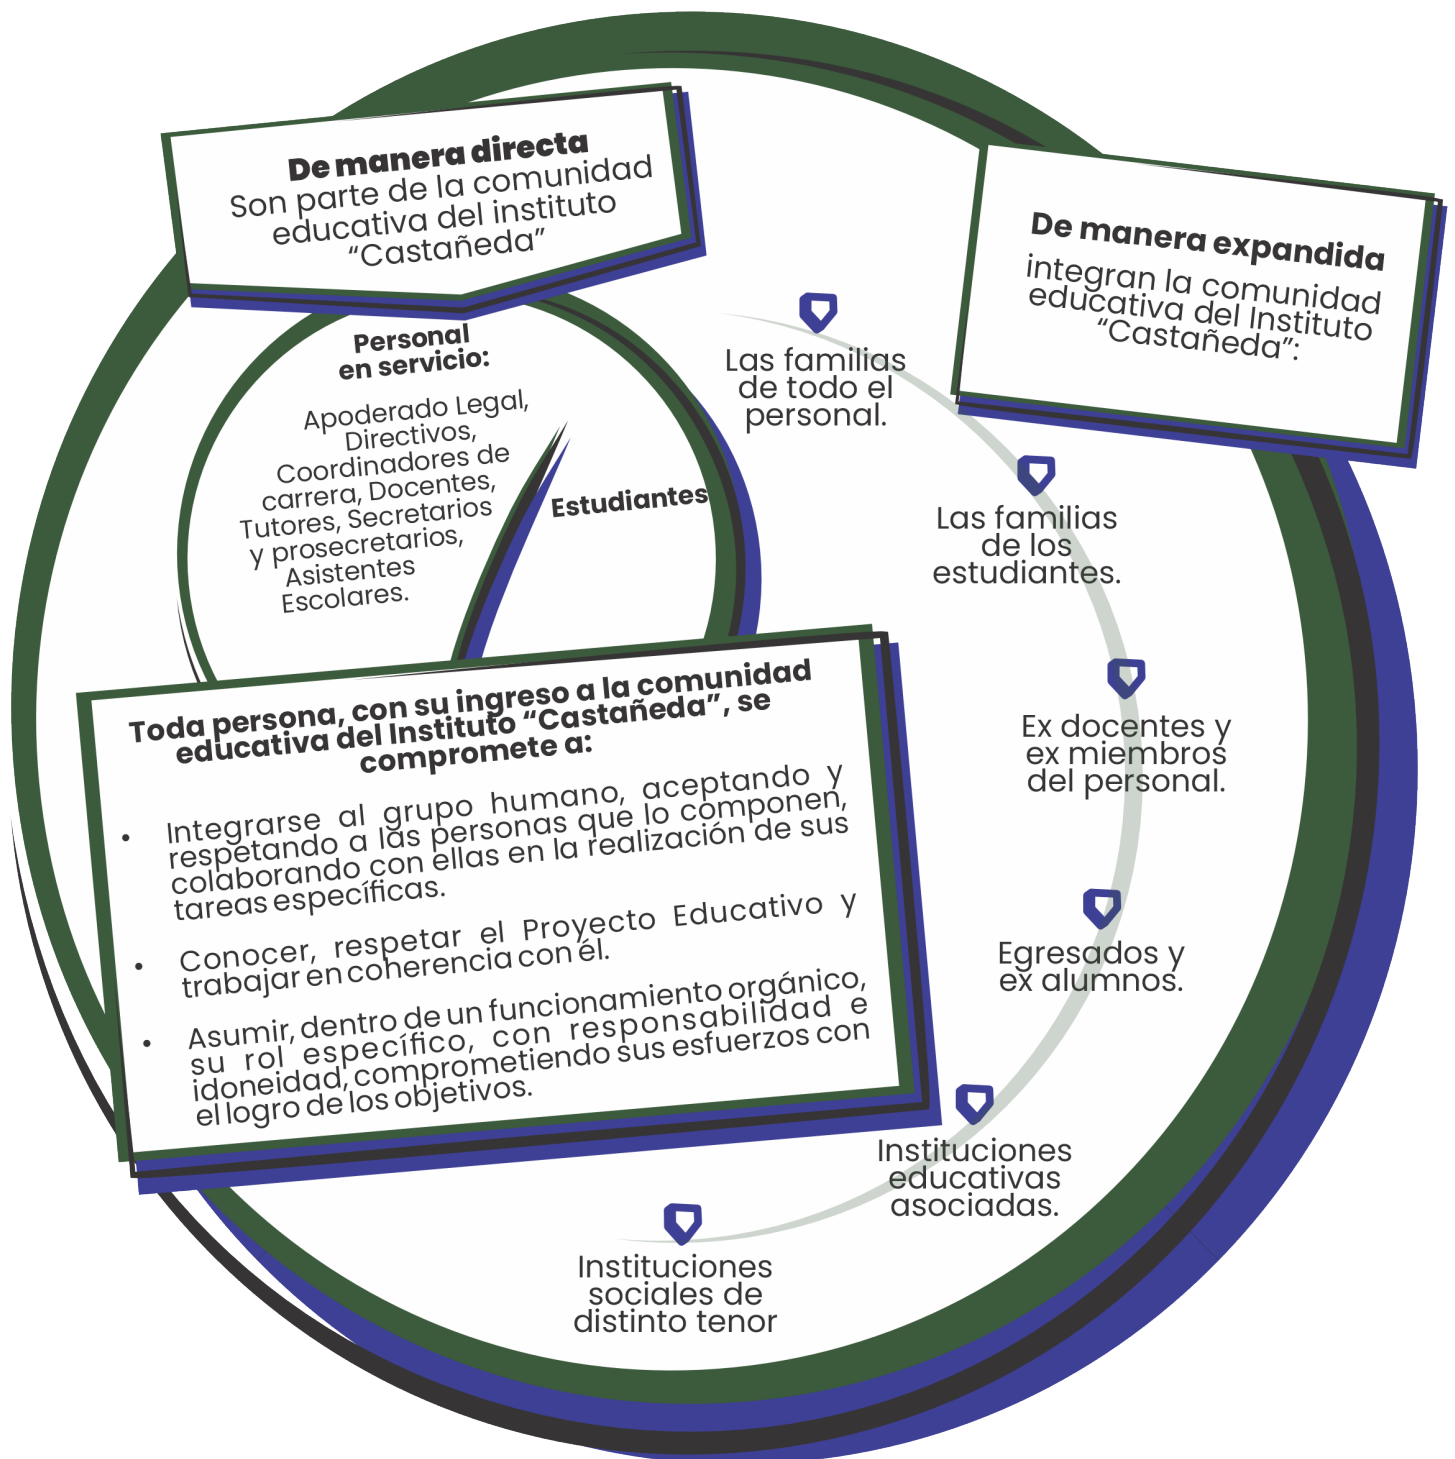 De manera directa
Son parte de la comunidad
educativa del instituto
“Castañeda”
De manera expandida
integran la comunidad
educativa del Instituto
“Castañeda”:
Personal
en servicio:
Apoderado Legal,
Directivos,
Coordinadores de
carrera, Docentes,
Tutores, Secretarios
y prosecretarios,
Asistentes
Escolares.
Estudiantes
Las familias
de todo el
personal.
Las familias
de los
estudiantes.
Ex docentes y
ex miembros
del personal.
Egresados y
ex alumnos.
Instituciones
educativas
asociadas.
Instituciones
sociales de
distinto tenor
Toda persona, con su ingreso a la comunidad
educativa del Instituto “Castañeda”, se
compromete a:
• Integrarse al grupo humano, aceptando y
respetando a las personas que lo componen,
colaborando con ellas en la realización de sus
tareas específicas.
• Conocer, respetar el Proyecto Educativo y
trabajar en coherencia con él.
• Asumir, dentro de un funcionamiento orgánico,
su rol específico, con responsabilidad e
idoneidad, comprometiendo sus esfuerzos con
el logro de los objetivos.